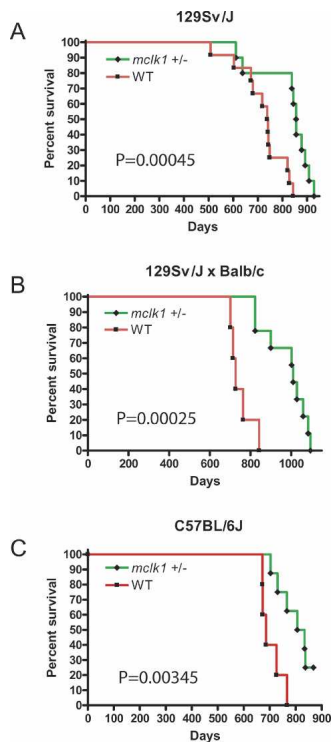 A
129Sv/J
Percent survival
100
90
80
70
60
50
40
30
20
10
0
mclk1 +/-
WT
P=0.00045
0 100 200 300 400 500 600 700 800 900
Days
B
129Sv/J x Balb/c
Percent survival
100
90
80
70
60
50
40
30
20
10
0
mclk1 +/-
WT
P=0.00025
0 200 400 600 800 1000
Days
C
C57BL/6J
Percent survival
100
90
80
70
60
50
40
30
20
10
0
mclk1 +/-
WT
P=0.00345
0 100 200 300 400 500 600 700 800 900
Days